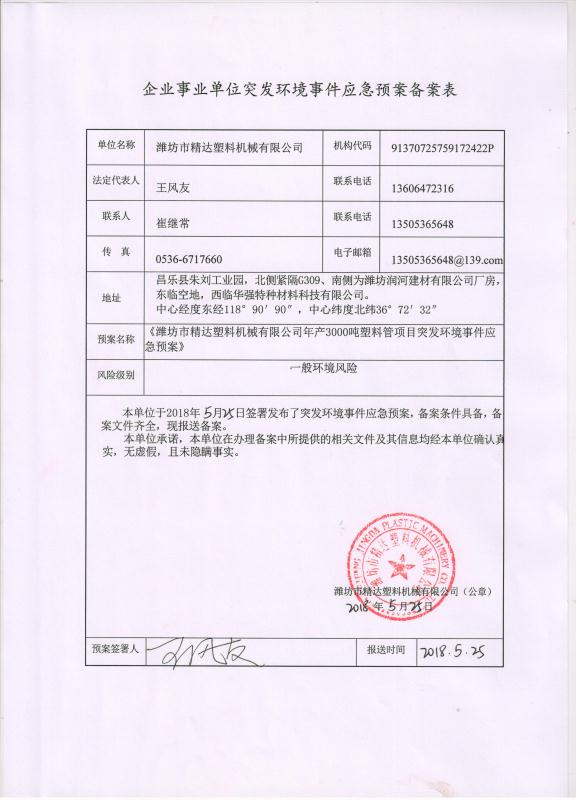 企业事业单位突发环境事件应急预案备案表
单位名称 潍坊市精达塑料机械有限公司 机构代码 91370725759172422P
法定代表人 王风友 联系电话 13606472316
联系人 崔继常 联系电话 13505365648
传 真 0536-6717660 电子邮箱 13505365648@139.com
地址 昌乐县朱刘工业园，北侧紧隔G309、南侧为潍坊润河建材有限公司厂房，
东临空地，西临华强特种材料科技有限公司。
中心经度东经118°90′90″，中心纬度北纬36°72′32″
预案名称 《潍坊市精达塑料机械有限公司年产3000吨塑料管项目突发环境事件应
急预案》
风险级别 一般环境风险
本单位于2018年5月25日签署发布了突发环境事件应急预案，备案条件具备，备
案文件齐全，现报送备案。
本单位承诺，本单位在办理备案中所提供的相关文件及其信息均经本单位确认真
实，无虚假，且未隐瞒事实。
JINGDA PLASTIC MACHINERY CO
潍坊市精达塑料机械有限公司
潍坊市精达塑料机械有限公司（公章）
2018年5月25日
预案签署人 王风友 报送时间 2018.5.25